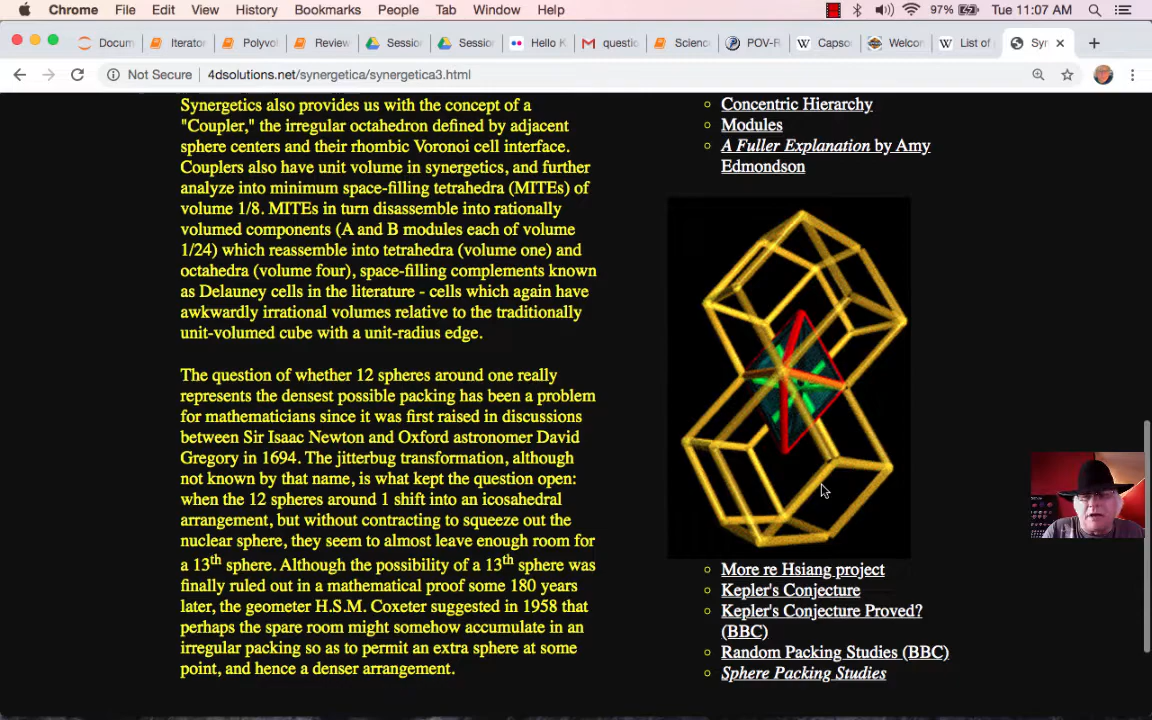 Chrome File Edit View History Bookmarks People Tab Window Help 97% Tue 11:07 AM
Docum Iterator Polyvo Review Sessio Sessio Hello K questic Scienc POV-R Capso Welcon List of Syr
Not Secure 4dsolutions.net/synergetica/synergetica3.html
Synergetics also provides us with the concept of a
"Coupler," the irregular octahedron defined by adjacent
sphere centers and their rhombic Voronoi cell interface.
Couplers also have unit volume in synergetics, and further
analyze into minimum space-filling tetrahedra (MITEs) of
volume 1/8. MITEs in turn disassemble into rationally
volumed components (A and B modules each of volume
1/24) which reassemble into tetrahedra (volume one) and
octahedra (volume four), space-filling complements known
as Delauney cells in the literature - cells which again have
awkwardly irrational volumes relative to the traditionally
unit-volumed cube with a unit-radius edge.
The question of whether 12 spheres around one really
represents the densest possible packing has been a problem
for mathematicians since it was first raised in discussions
between Sir Isaac Newton and Oxford astronomer David
Gregory in 1694. The jitterbug transformation, although
not known by that name, is what kept the question open:
when the 12 spheres around 1 shift into an icosahedral
arrangement, but without contracting to squeeze out the
nuclear sphere, they seem to almost leave enough room for
a 13th sphere. Although the possibility of a 13th sphere was
finally ruled out in a mathematical proof some 180 years
later, the geometer H.S.M. Coxeter suggested in 1958 that
perhaps the spare room might somehow accumulate in an
irregular packing so as to permit an extra sphere at some
point, and hence a denser arrangement.
Concentric Hierarchy
Modules
A Fuller Explanation by Amy
Edmondson
More re Hsiang project
Kepler's Conjecture
Kepler's Conjecture Proved?
(BBC)
Random Packing Studies (BBC)
Sphere Packing Studies